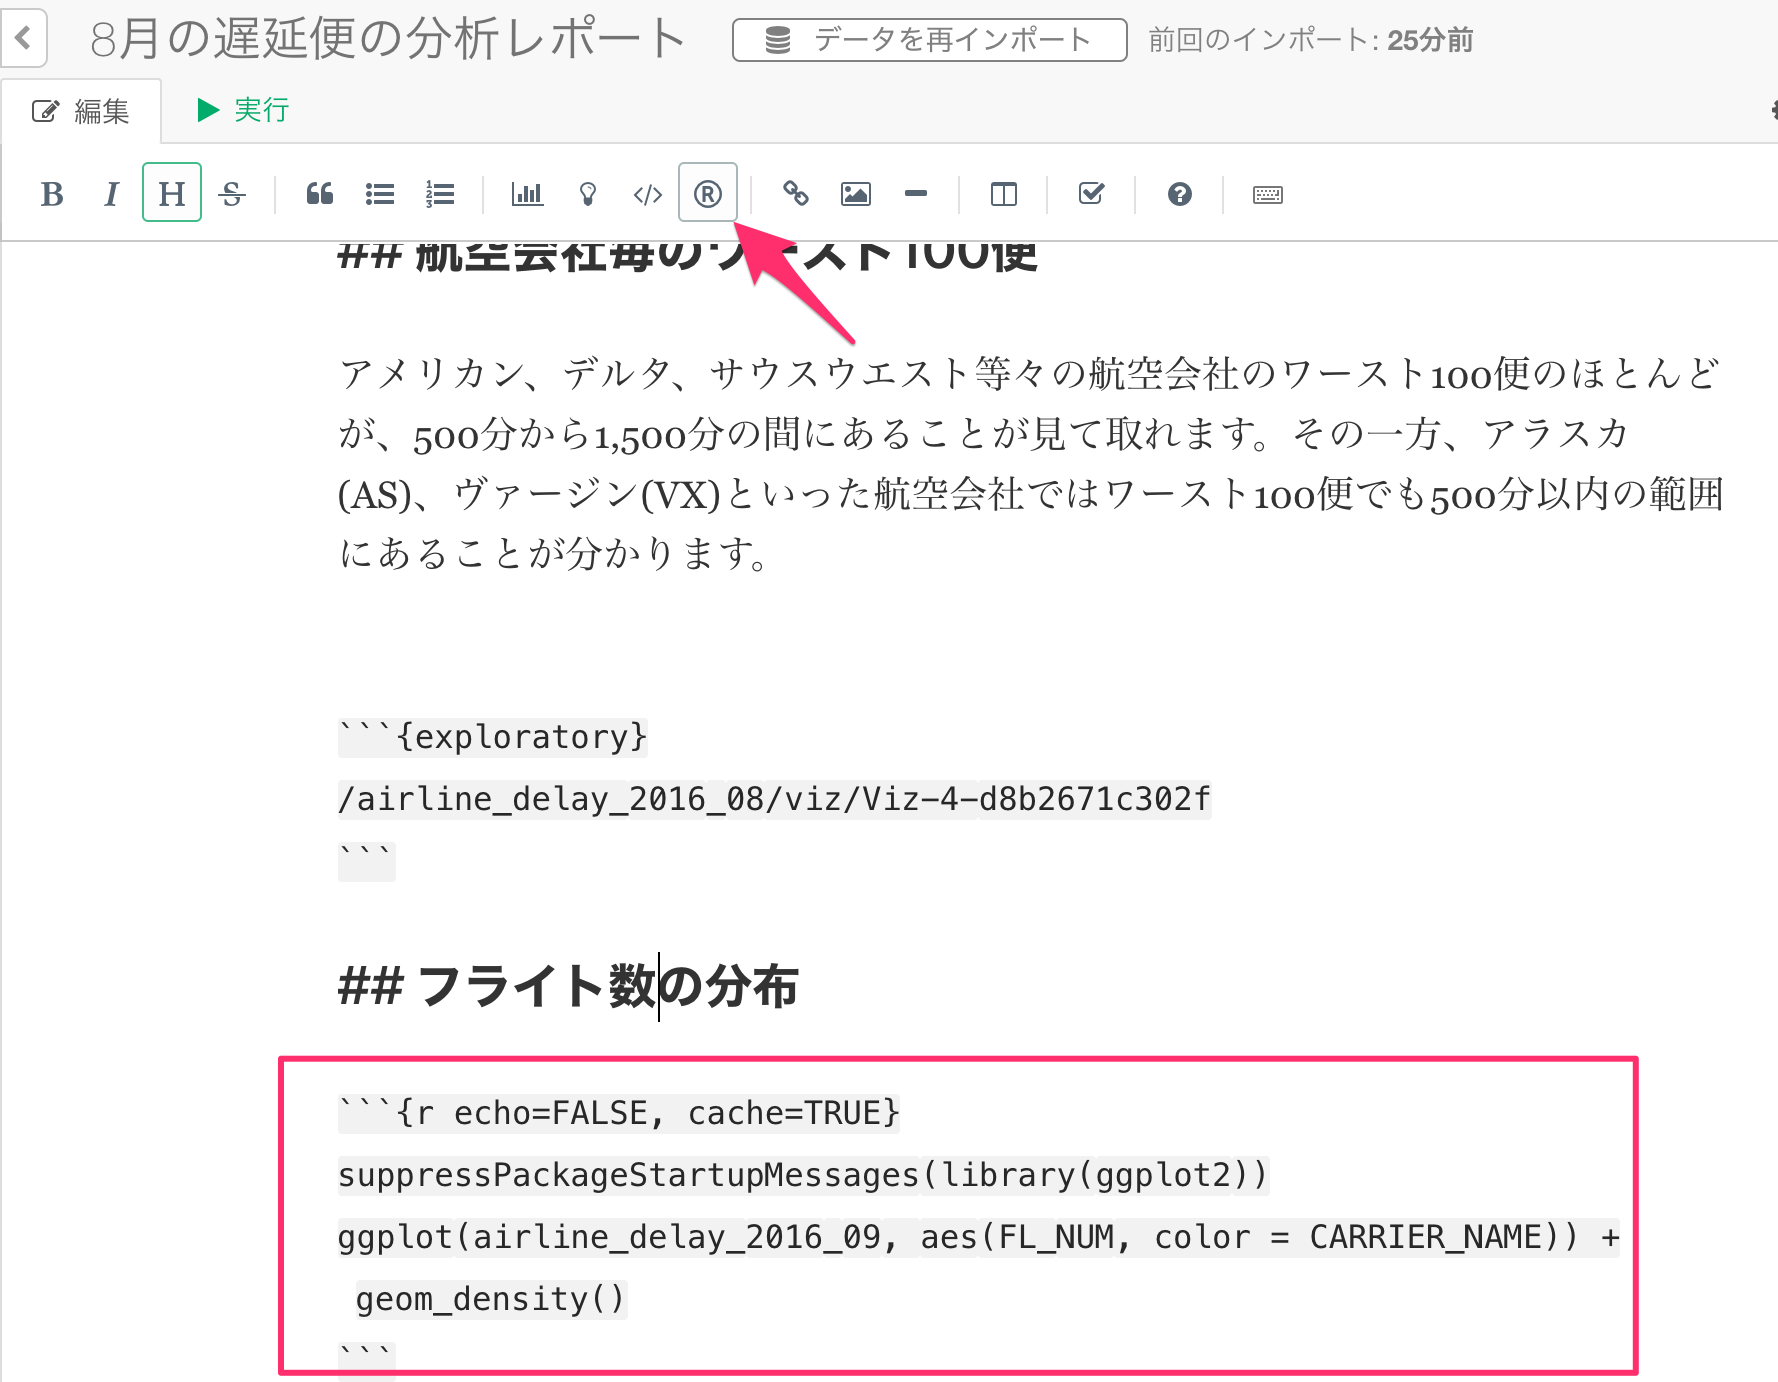 8月の遅延便の分析レポート データを再インポート 前回のインポート: 25分前
編集 実行
B I H S ®
## 航空会社毎のワースト100便
アメリカン、デルタ、サウスウエスト等々の航空会社のワースト100便のほとんど
が、500分から1,500分の間にあることが見て取れます。その一方、アラスカ
(AS)、ヴァージン(VX)といった航空会社ではワースト100便でも500分以内の範囲
にあることが分かります。
```{exploratory}
/airline_delay_2016_08/viz/Viz-4-d8b2671c302f
```
## フライト数の分布
```{r echo=FALSE, cache=TRUE}
suppressPackageStartupMessages(library(ggplot2))
ggplot(airline_delay_2016_09, aes(FL_NUM, color = CARRIER_NAME)) +
geom_density()
```